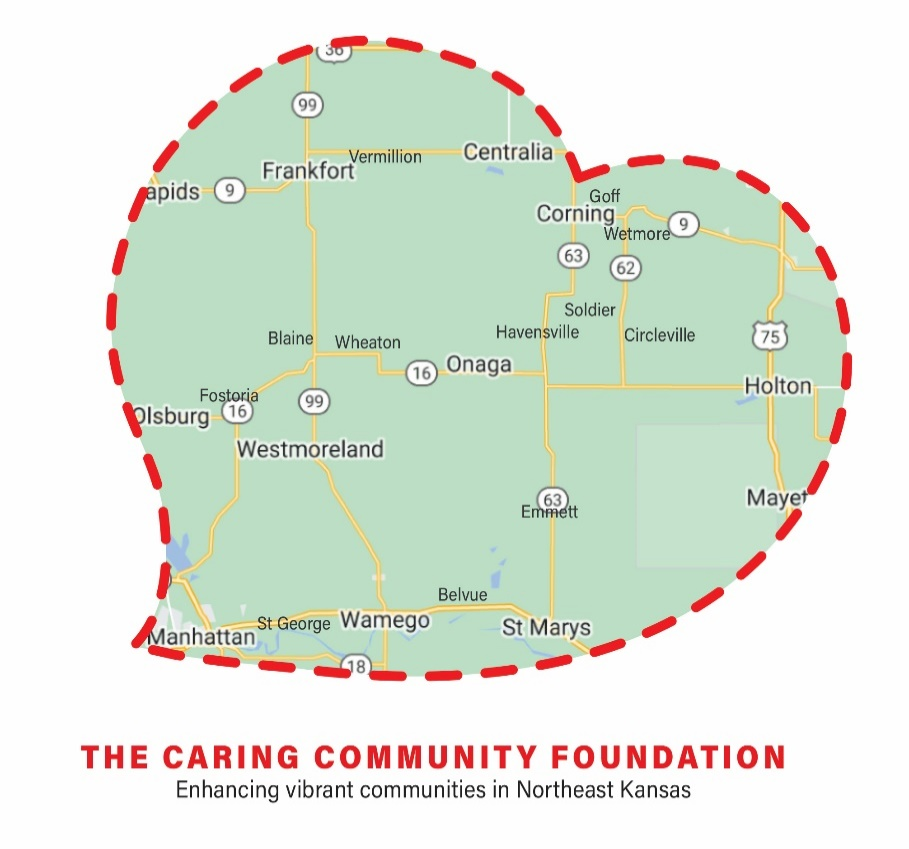 36
99
Vermillion
Centralia
Frankfort
apids
9
Goff
Corning
9
Wetmore
63
62
Soldier
Havensville
Circleville
75
Blaine
Wheaton
16
Onaga
Holton
Fostoria
99
Olsburg
16
Westmoreland
Mayet
63
Emmett
Belvue
St George
Wamego
St Marys
Manhattan
18
THE CARING COMMUNITY FOUNDATION
Enhancing vibrant communities in Northeast Kansas